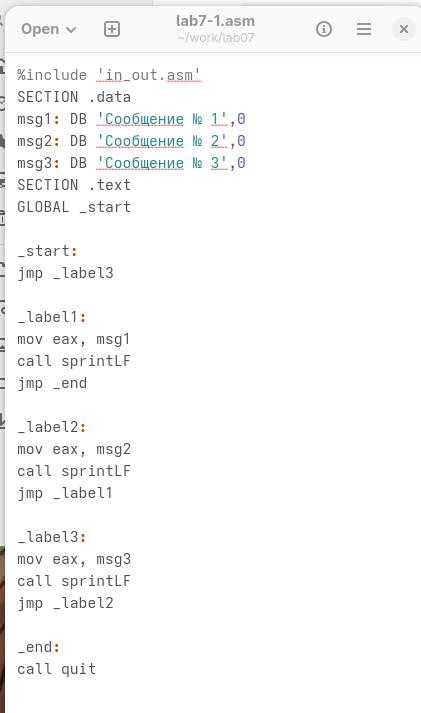 Open
lab7-1.asm
~/work/lab07
%include 'in_out.asm'
SECTION .data
msg1: DB 'Сообщение № 1',0
msg2: DB 'Сообщение № 2',0
msg3: DB 'Сообщение № 3',0
SECTION .text
GLOBAL _start

_start:
jmp _label3

_label1:
mov eax, msg1
call sprintLF
jmp _end

_label2:
mov eax, msg2
call sprintLF
jmp _label1

_label3:
mov eax, msg3
call sprintLF
jmp _label2

_end:
call quit